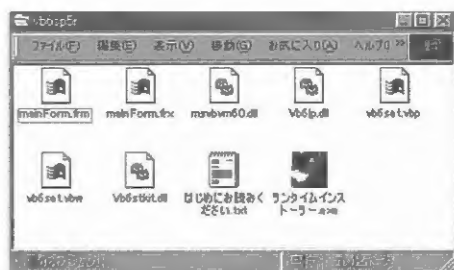 vb6sp5r
ファイル(F) 編集(E) 表示(V) 移動(G) お気に入り(A) ヘルプ( »
mainForm.frm mainForm.frx msvbvm60.dll Vb6jp.dll vb6set.vbp
vb6set.vbw Vb6stkit.dll はじめにお読みく ランタイムインス
ださい.txt トーラー.exe